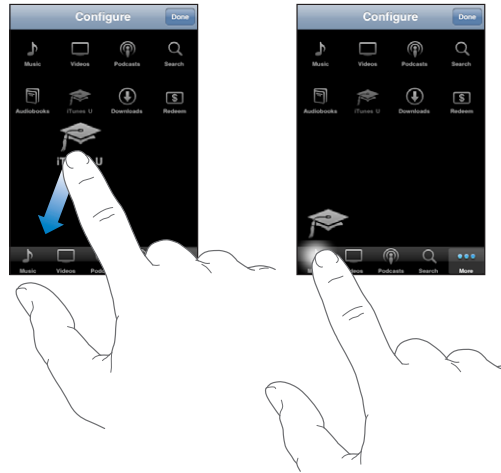 Configure Done
Music Videos Podcasts Search
Audiobooks iTunes U Downloads Redeem
U
Music Videos
Configure Done
Music Videos Podcasts Search
Audiobooks iTunes U Downloads Redeem
Videos Podcasts Search More